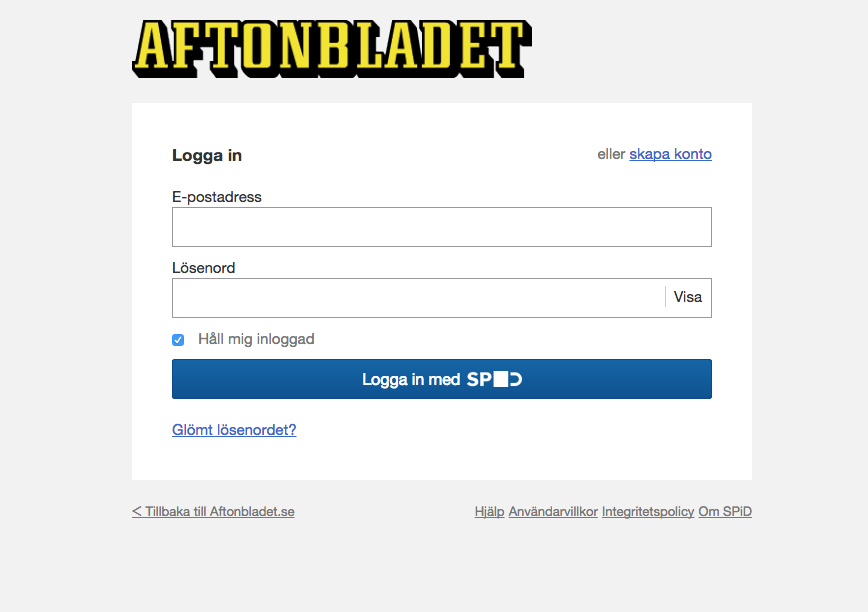 AFTONBLADET
Logga in
eller skapa konto
E-postadress
Lösenord
Visa
Håll mig inloggad
Logga in med SPiD
Glömt lösenordet?
< Tillbaka till Aftonbladet.se
Hjälp Användarvillkor Integritetspolicy Om SPiD